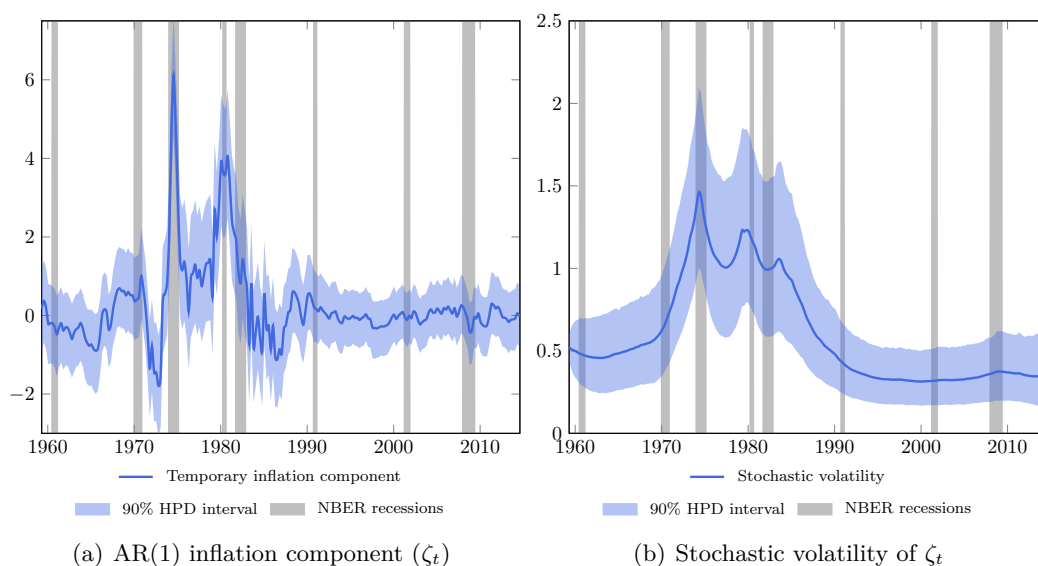 6
4
2
0
−2
1960 1970 1980 1990 2000 2010
Temporary inflation component
90% HPD interval NBER recessions
(a) AR(1) inflation component (ζt)
2.5
2
1.5
1
0.5
0
1960 1970 1980 1990 2000 2010
Stochastic volatility
90% HPD interval NBER recessions
(b) Stochastic volatility of ζt